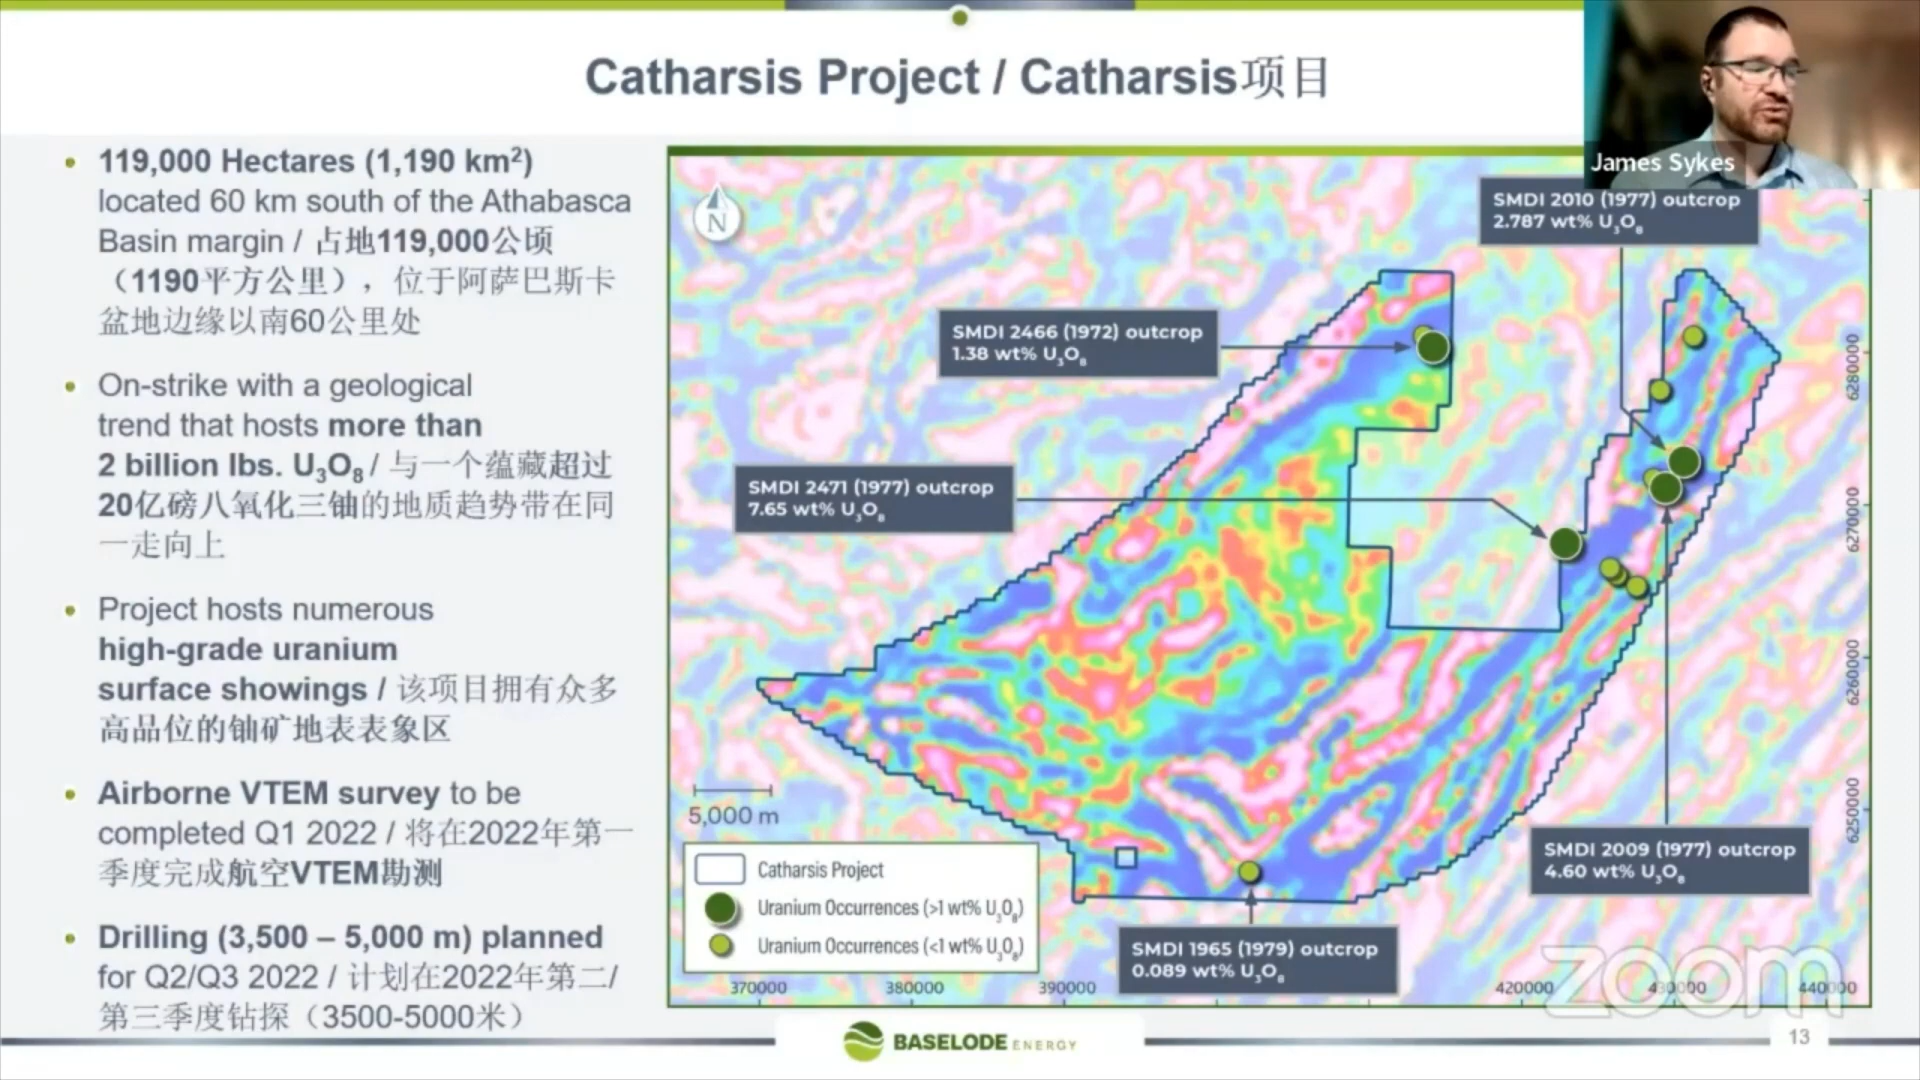 Catharsis Project / Catharsis项目
James Sykes
• 119,000 Hectares (1,190 km²)
located 60 km south of the Athabasca
Basin margin / 占地119,000公顷
（1190平方公里），位于阿萨巴斯卡
盆地边缘以南60公里处
• On-strike with a geological
trend that hosts more than
2 billion lbs. U₃O₈ / 与一个蕴藏超过
20亿磅八氧化三铀的地质趋势带在同
一走向上
• Project hosts numerous
high-grade uranium
surface showings / 该项目拥有众多
高品位的铀矿地表表象区
• Airborne VTEM survey to be
completed Q1 2022 / 将在2022年第一
季度完成航空VTEM勘测
• Drilling (3,500 – 5,000 m) planned
for Q2/Q3 2022 / 计划在2022年第二/
第三季度钻探（3500-5000米）
N
SMDI 2010 (1977) outcrop
2.787 wt% U₃O₈
SMDI 2466 (1972) outcrop
1.38 wt% U₃O₈
SMDI 2471 (1977) outcrop
7.65 wt% U₃O₈
SMDI 2009 (1977) outcrop
4.60 wt% U₃O₈
SMDI 1965 (1979) outcrop
0.089 wt% U₃O₈
6280000
6270000
6260000
6250000
5,000 m
Catharsis Project
Uranium Occurrences (>1 wt% U₃O₈)
Uranium Occurrences (<1 wt% U₃O₈)
370000
380000
390000
420000
430000
440000
zoom
BASELODE ENERGY
13